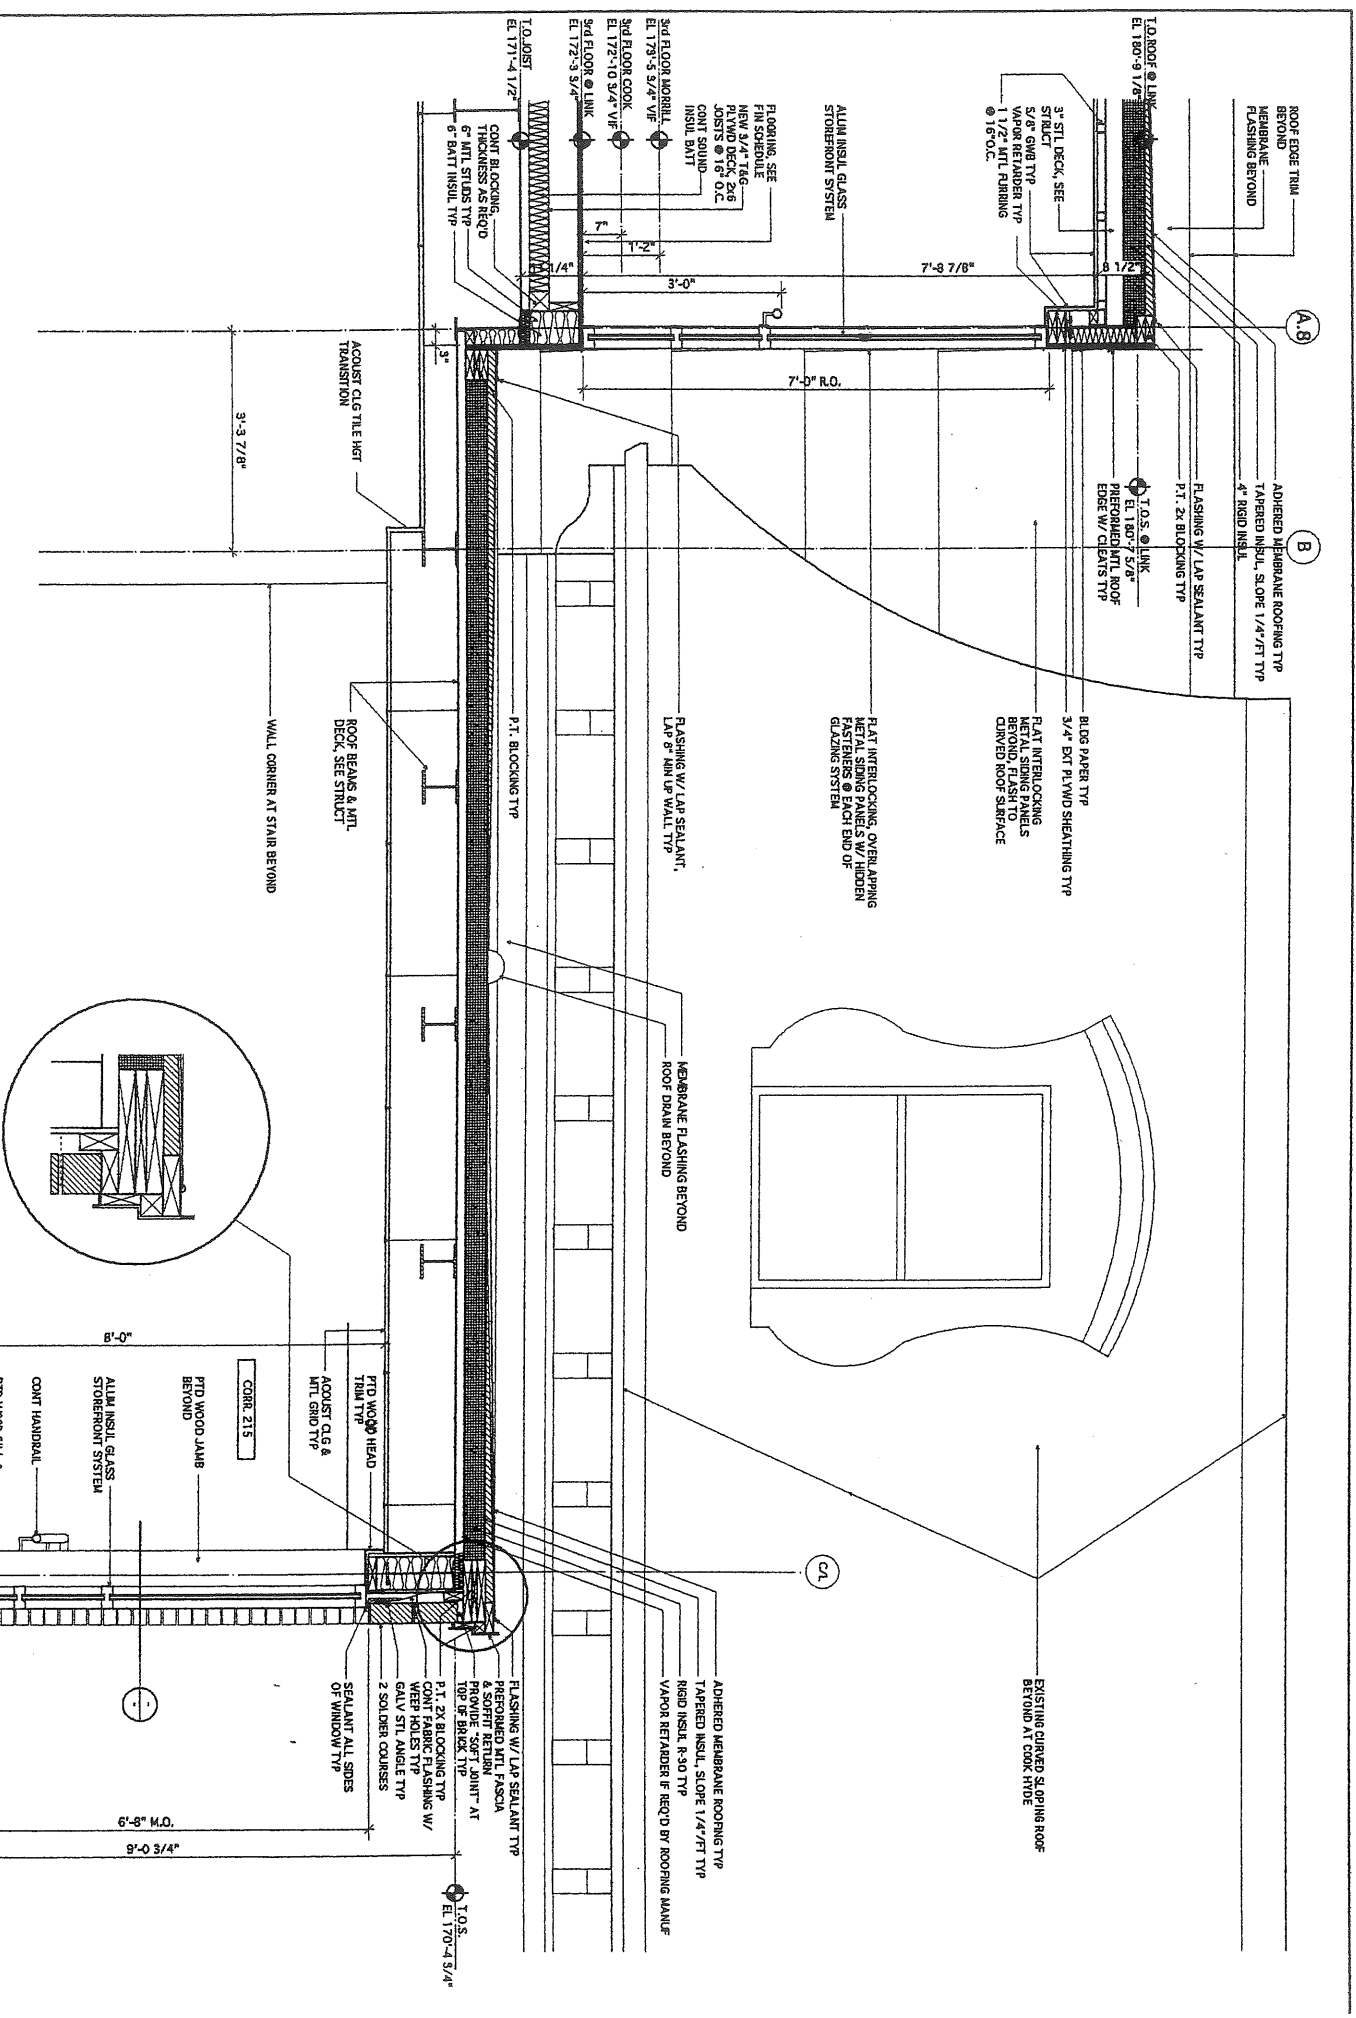 ROOF EDGE TRIM
BEYOND
MEMBRANE
FLASHING BEYOND
T.O.ROOF @ LINK
EL 180'-9 1/8"
3" STL DECK, SEE
STRUCT
5/8" GWB TYP
VAPOR RETARDER TYP
1 1/2" MTL FURRING
@ 16"O.C.
ALUM INSUL GLASS
STOREFRONT SYSTEM
FLOORING, SEE
FIN SCHEDULE
NEW 3/4" T&G
PLYWD DECK, 2x6
JOISTS @ 16" O.C.
CONT SOUND
INSUL BATT
3rd FLOOR MORRILL
EL 173'-5 3/4" VIF
3rd FLOOR COOK
EL 172'-10 3/4" VIF
3rd FLOOR @ LINK
EL 172'-3 3/4"
T.O.JOIST
EL 171'-4 1/2"
CONT BLOCKING,
THICKNESS AS REQ'D
6" MTL STUDS TYP
6" BATT INSUL TYP
8 1/2"
7'-8 7/8"
3'-0"
1'-2"
7"
1/4"
A.8
7'-0" R.O.
3"
3'-3 7/8"
ACOUST CLG TILE HGT
TRANSITION
B
ADHERED MEMBRANE ROOFING TYP
TAPERED INSUL, SLOPE 1/4"/FT TYP
4" RIGID INSUL
FLASHING W/ LAP SEALANT TYP
P.T. 2x BLOCKING TYP
T.O.S. @ LINK
EL 180'-7 5/8"
PREFORMED MTL ROOF
EDGE W/ CLEATS TYP
BLDG PAPER TYP
3/4" EXT PLYWD SHEATHING TYP
FLAT INTERLOCKING
METAL SIDING PANELS
BEYOND, FLASH TO
CURVED ROOF SURFACE
FLAT INTERLOCKING, OVERLAPPING
METAL SIDING PANELS W/ HIDDEN
FASTENERS @ EACH END OF
GLAZING SYSTEM
FLASHING W/ LAP SEALANT,
LAP 8" MIN UP WALL TYP
P.T. BLOCKING TYP
ROOF BEAMS & MTL
DECK, SEE STRUCT
WALL CORNER AT STAIR BEYOND
MEMBRANE FLASHING BEYOND
ROOF DRAIN BEYOND
8'-0"
PTD WOOD HEAD
TRIM TYP
ACOUST CLG &
MTL GRID TYP
CORR. 215
PTD WOOD JAMB
BEYOND
ALUM INSUL GLASS
STOREFRONT SYSTEM
CONT HANDRAIL
EXISTING CURVED SLOPING ROOF
BEYOND AT COOK HYDE
ADHERED MEMBRANE ROOFING TYP
TAPERED INSUL, SLOPE 1/4"/FT TYP
RIGID INSUL R-30 TYP
VAPOR RETARDER IF REQ'D BY ROOFING MANUF
FLASHING W/ LAP SEALANT TYP
PREFORMED MTL FASCIA
& SOFFIT RETURN
PROVIDE "SOFT JOINT" AT
TOP OF BRICK TYP
P.T. 2X BLOCKING TYP
CONT FABRIC FLASHING W/
WEEP HOLES TYP
GALV STL ANGLE TYP
2 SOLDIER COURSES
SEALANT ALL SIDES
OF WINDOW TYP
6'-8" M.O.
9'-0 3/4"
T.O.S.
EL 170'-4 3/4"